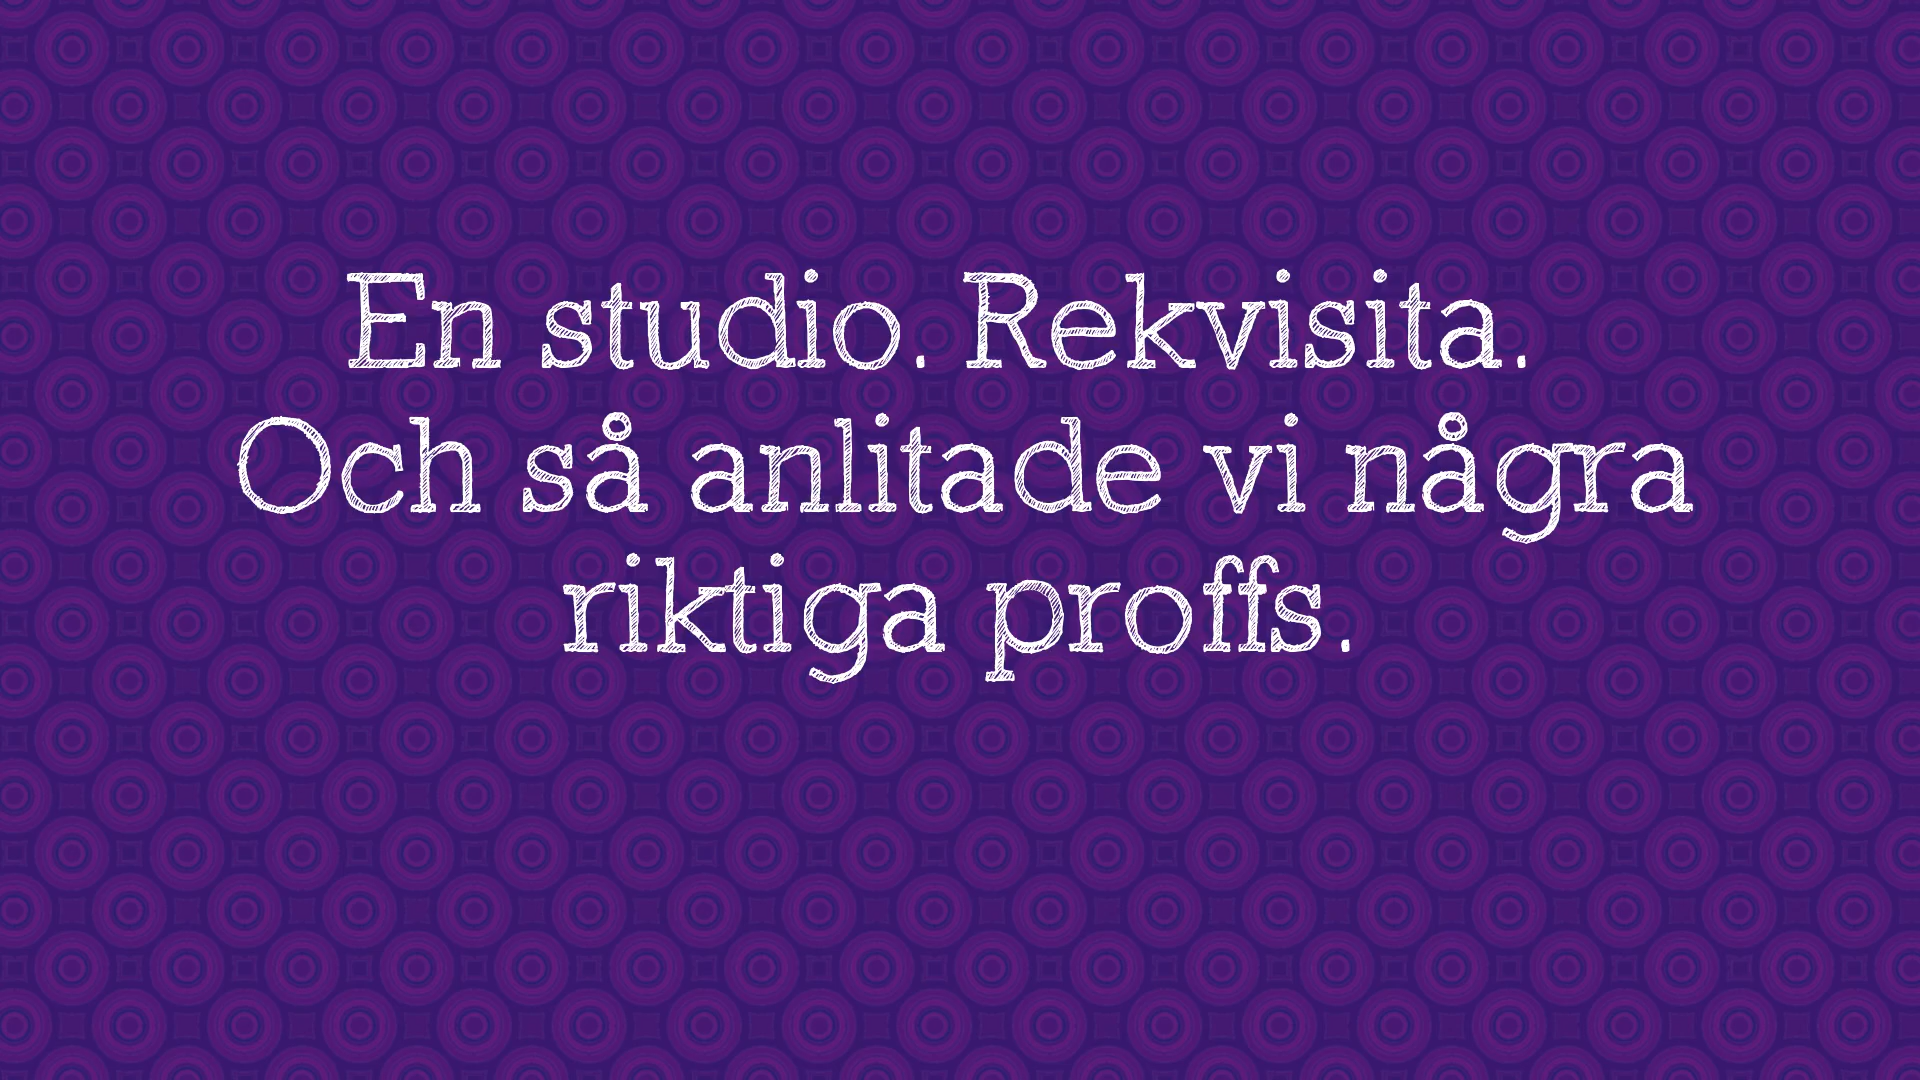 En studio. Rekvisita.
Och så anlitade vi några
riktiga proffs.